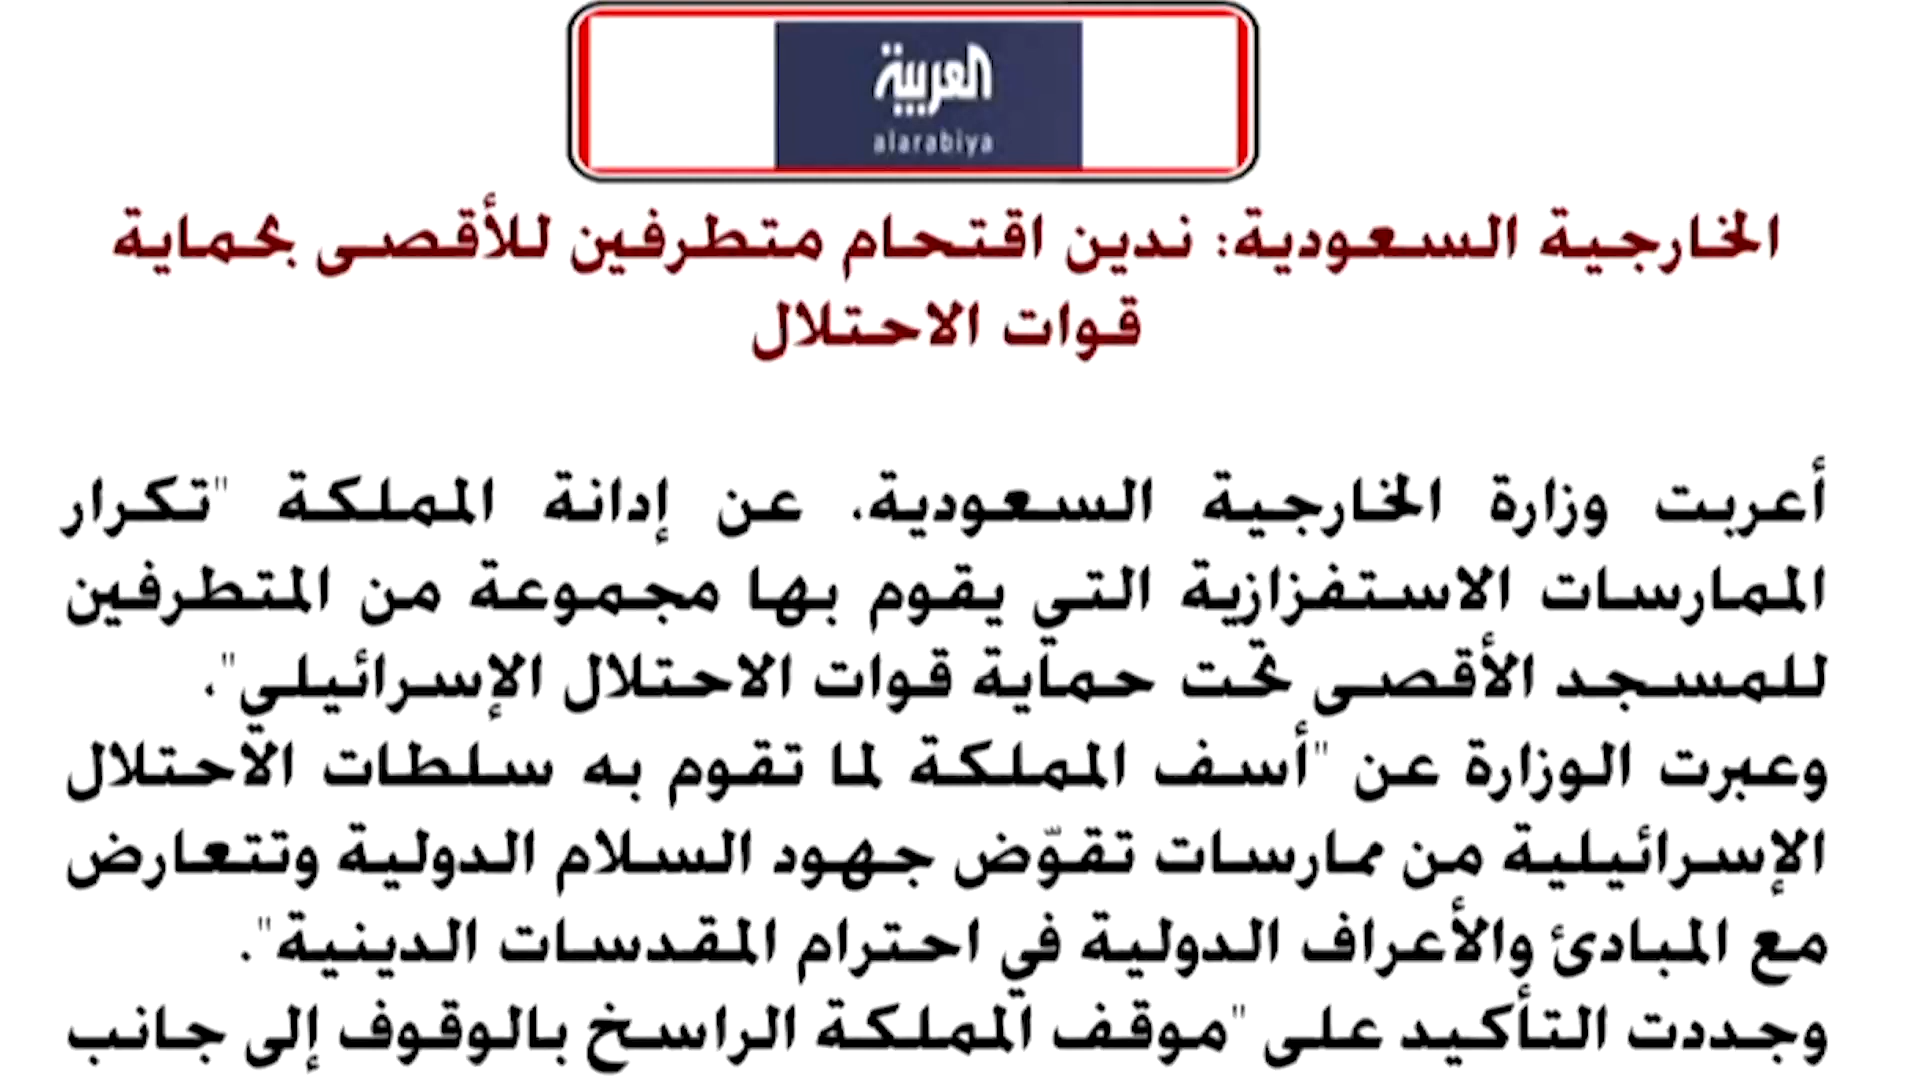 العربية
alarabiya
الخارجية السعودية: ندين اقتحام متطرفين للأقصى بحماية
قوات الاحتلال
أعربت وزارة الخارجية السعودية، عن إدانة المملكة "تكرار
الممارسات الاستفزازية التي يقوم بها مجموعة من المتطرفين
للمسجد الأقصى تحت حماية قوات الاحتلال الإسرائيلي"،
وعبرت الوزارة عن "أسف المملكة لما تقوم به سلطات الاحتلال
الإسرائيلية من ممارسات تقوّض جهود السلام الدولية وتتعارض
مع المبادئ والأعراف الدولية في احترام المقدسات الدينية".
وجددت التأكيد على "موقف المملكة الراسخ بالوقوف إلى جانب